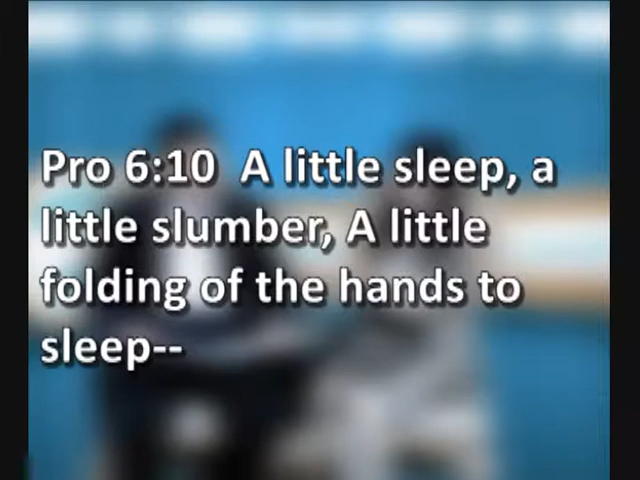 Pro 6:10  A little sleep, a
little slumber, A little
folding of the hands to
sleep--